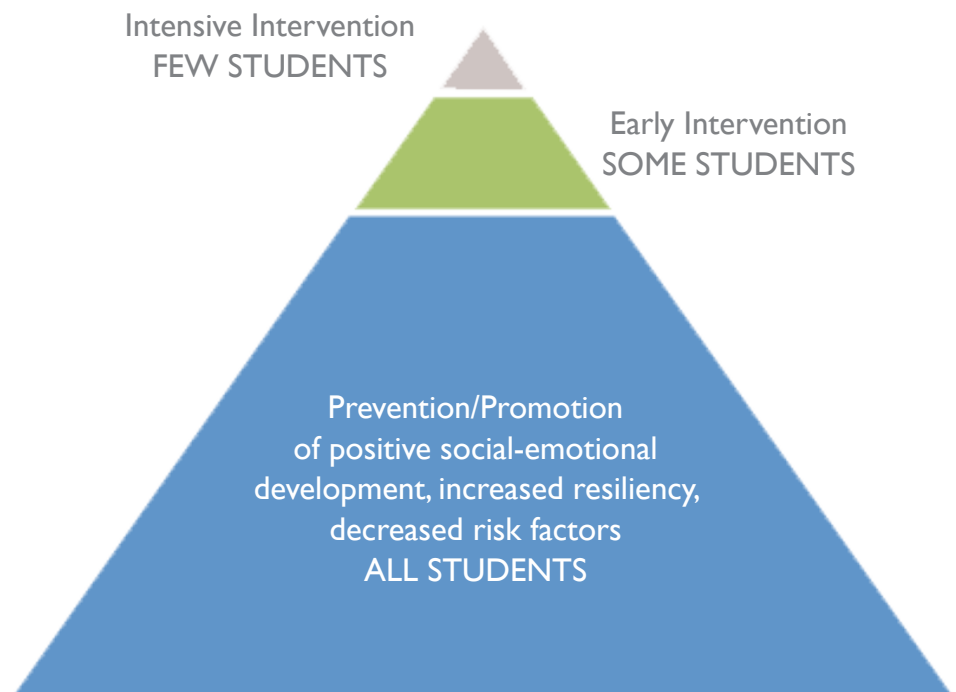 Intensive Intervention
FEW STUDENTS
Early Intervention
SOME STUDENTS
Prevention/Promotion
of positive social-emotional
development, increased resiliency,
decreased risk factors
ALL STUDENTS